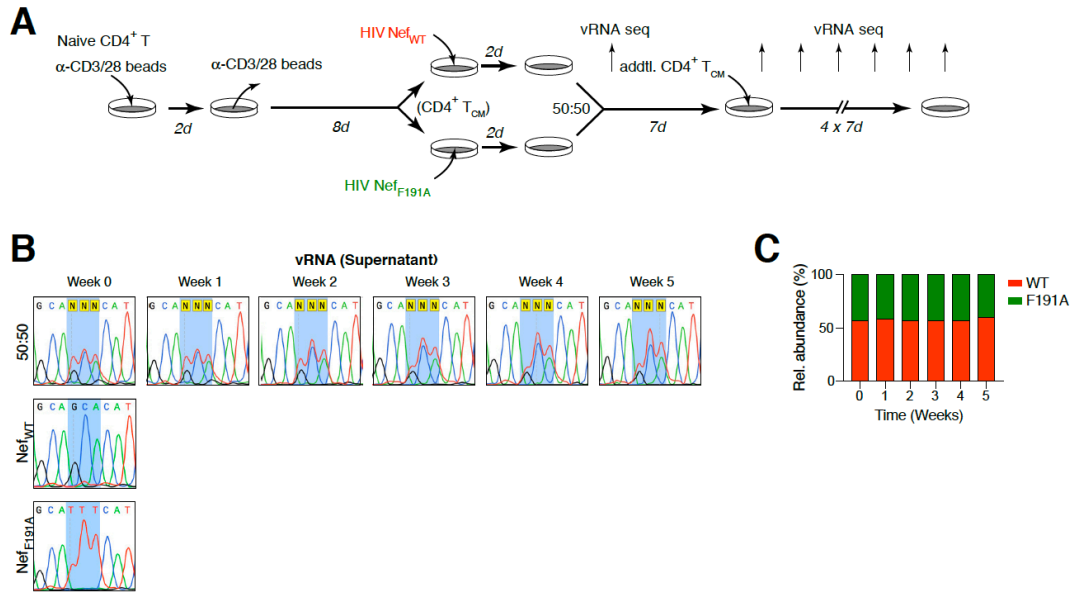 A
Naive CD4+ T
α-CD3/28 beads
α-CD3/28 beads
2d
8d
HIV NefWT
(CD4+ TCM)
HIV NefF191A
2d
2d
50:50
vRNA seq
addtl. CD4+ TCM
7d
vRNA seq
4 x 7d
B
vRNA (Supernatant)
Week 0 Week 1 Week 2 Week 3 Week 4 Week 5
50:50
G C A N N N C A T
G C A N N N C A T
G C A N N N C A T
G C A N N N C A T
G C A N N N C A T
G C A N N N C A T
NefWT
G C A G C A C A T
NefF191A
G C A T T T C A T
C
Rel. abundance (%)
100
50
0
0 1 2 3 4 5
Time (Weeks)
WT
F191A